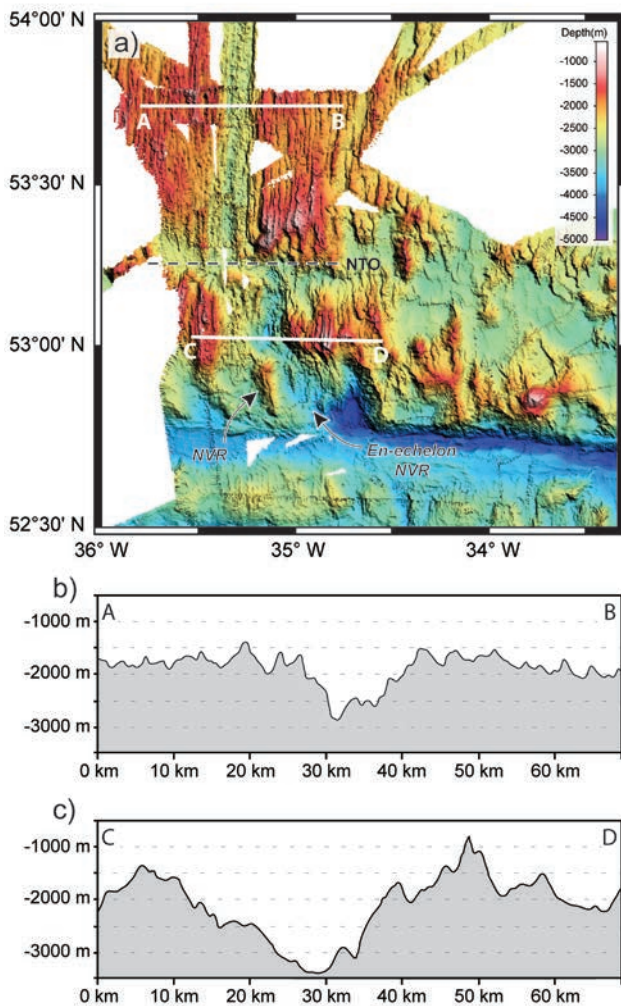 54°00' N
a)
Depth(m)
-1000
-1500
-2000
-2500
-3000
-3500
-4000
-4500
-5000
A
B
53°30' N
NTO
53°00' N
C
D
NVR
En-echelon
NVR
52°30' N
36° W
35° W
34° W
b)
A
B
-1000 m
-2000 m
-3000 m
0 km
10 km
20 km
30 km
40 km
50 km
60 km
c)
C
D
-1000 m
-2000 m
-3000 m
0 km
10 km
20 km
30 km
40 km
50 km
60 km